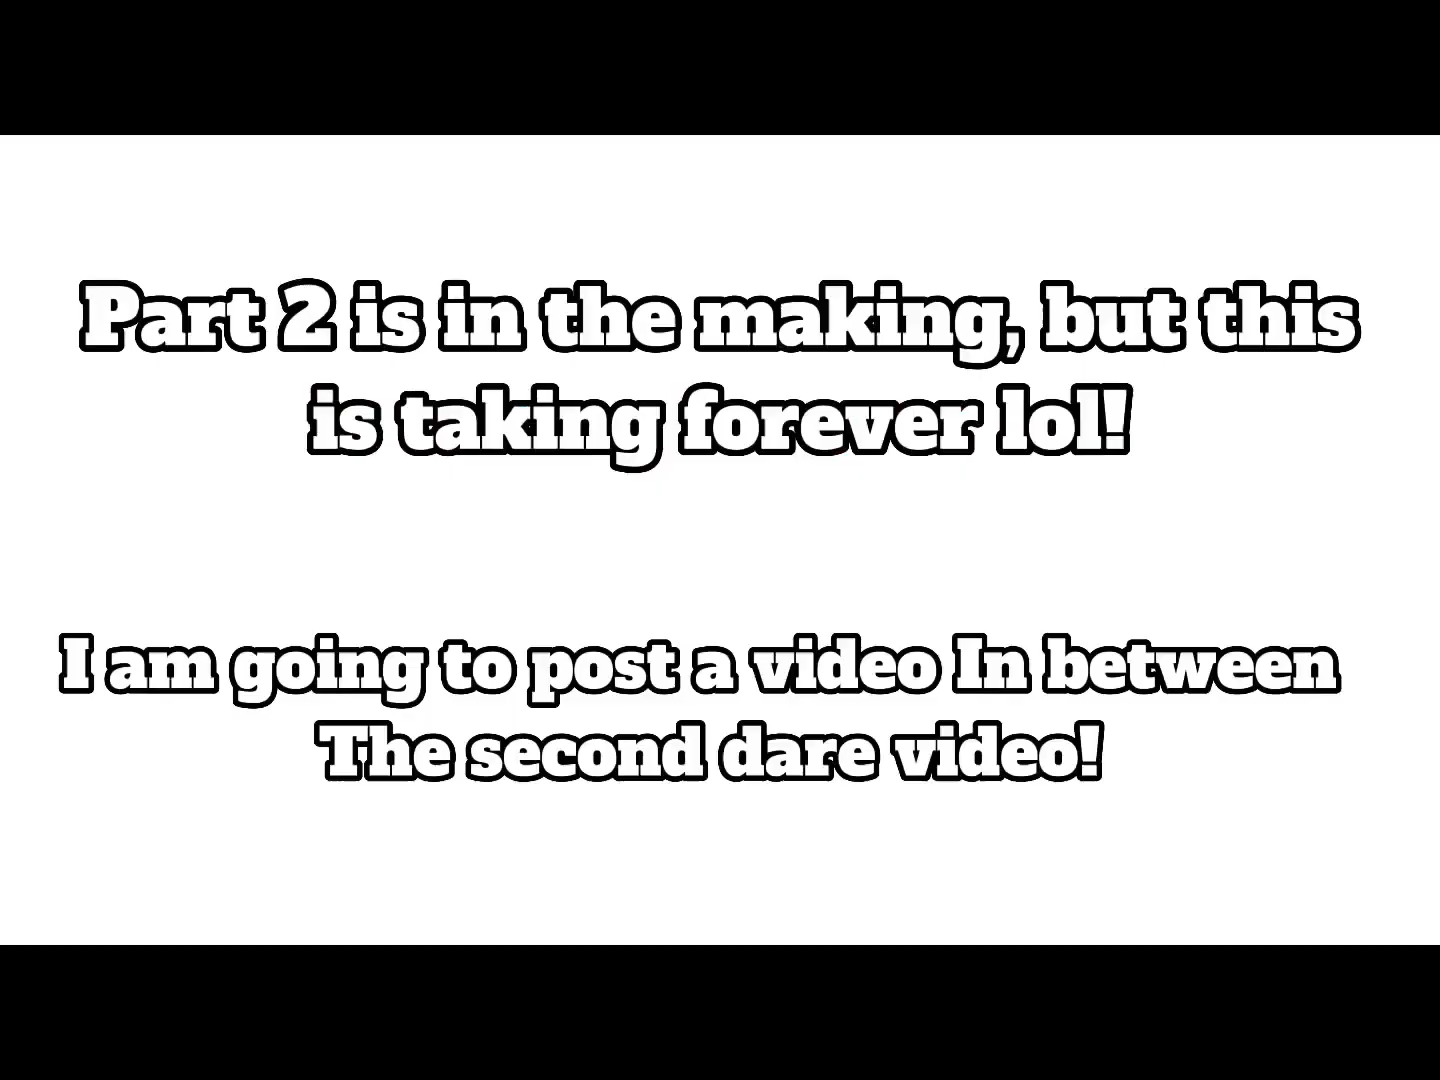 Part 2 is in the making, but this
is taking forever lol!
I am going to post a video In between
The second dare video!